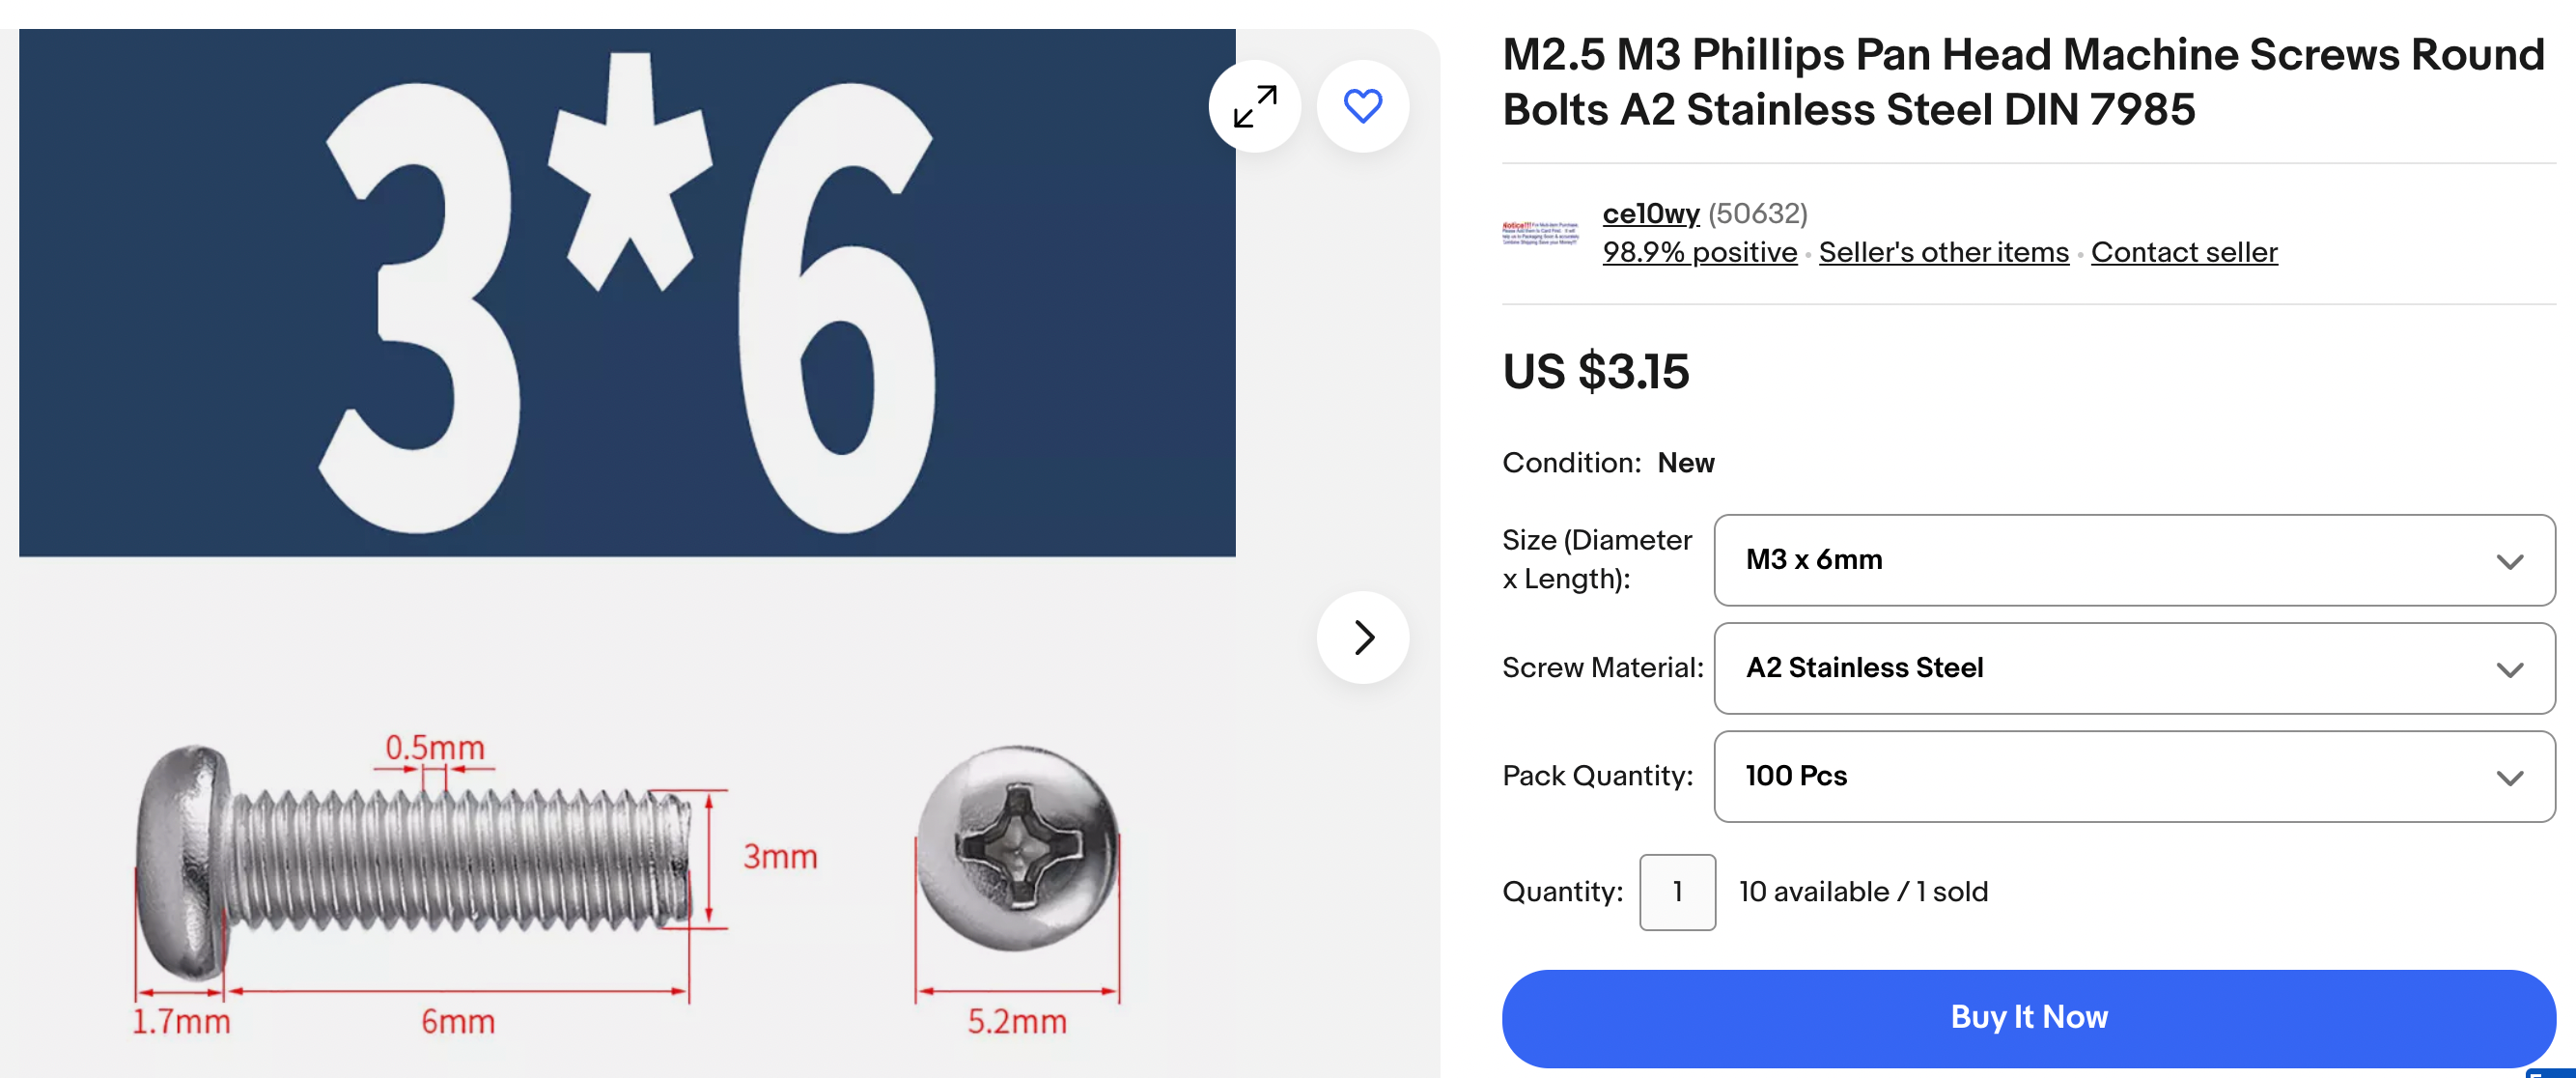 3*6
0.5mm
3mm
1.7mm
6mm
5.2mm
M2.5 M3 Phillips Pan Head Machine Screws Round
Bolts A2 Stainless Steel DIN 7985
ce10wy (50632)
98.9% positive • Seller's other items • Contact seller
US $3.15
Condition: New
Size (Diameter
x Length):
M3 x 6mm
Screw Material:
A2 Stainless Steel
Pack Quantity:
100 Pcs
Quantity: 1 10 available / 1 sold
Buy It Now